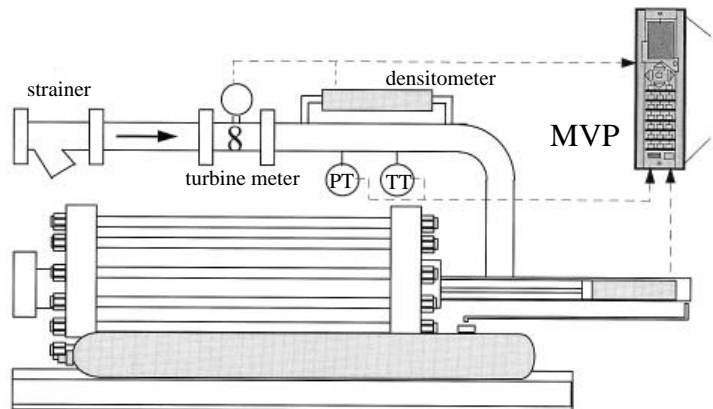 densitometer
strainer
MVP
turbine meter
PT
TT